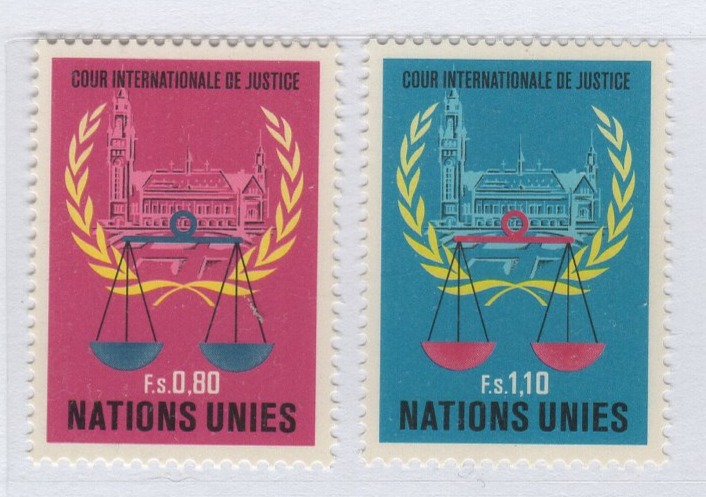 COUR INTERNATIONALE DE JUSTICE
F.s.0,80
NATIONS UNIES
COUR INTERNATIONALE DE JUSTICE
F.s.1,10
NATIONS UNIES